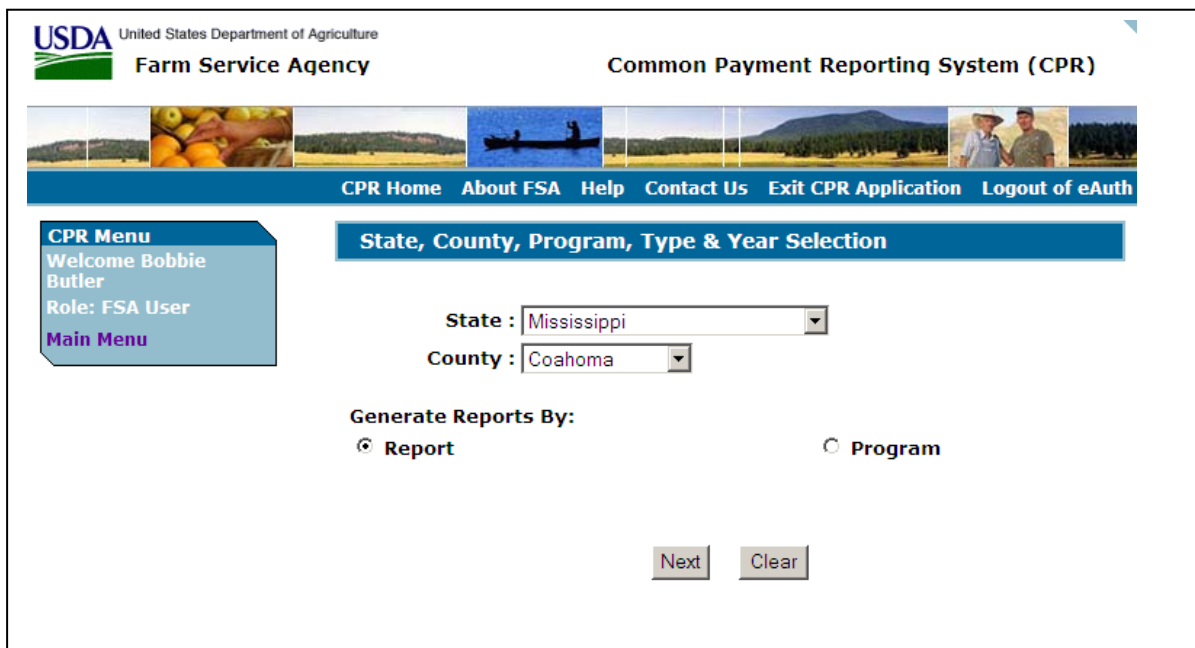 USDA United States Department of Agriculture
Farm Service Agency
Common Payment Reporting System (CPR)
CPR Home About FSA Help Contact Us Exit CPR Application Logout of eAuth
CPR Menu
Welcome Bobbie
Butler
Role: FSA User
Main Menu
State, County, Program, Type & Year Selection
State : Mississippi
County : Coahoma
Generate Reports By:
Report Program
Next Clear